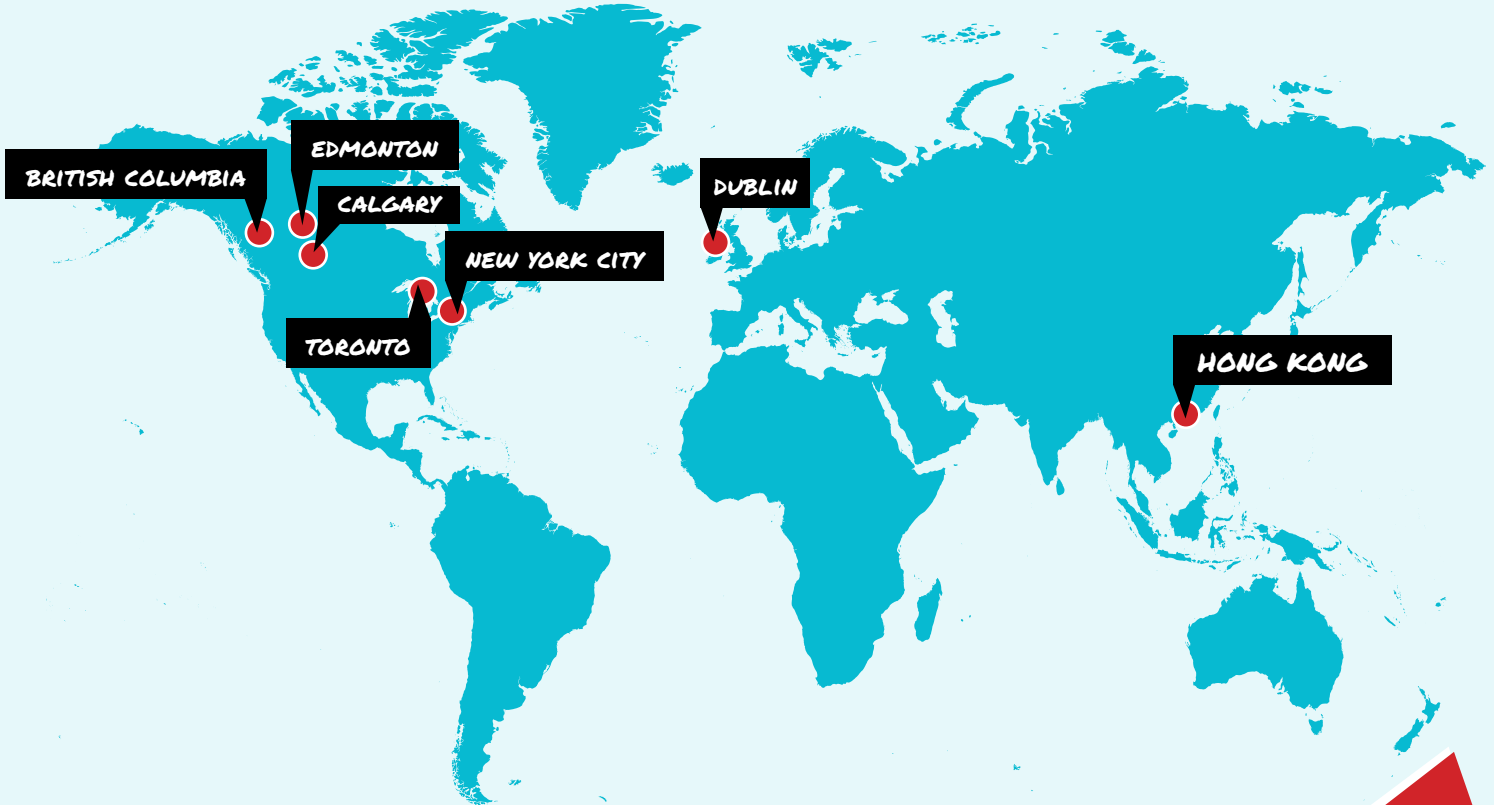 EDMONTON
BRITISH COLUMBIA
CALGARY
DUBLIN
NEW YORK CITY
TORONTO
HONG KONG